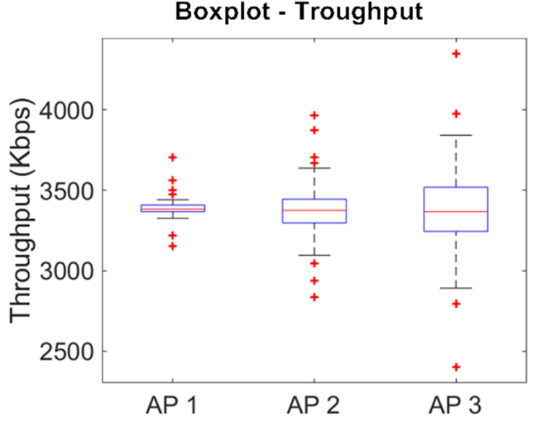 Boxplot - Troughput
Throughput (Kbps)
4000
3500
3000
2500
AP 1
AP 2
AP 3